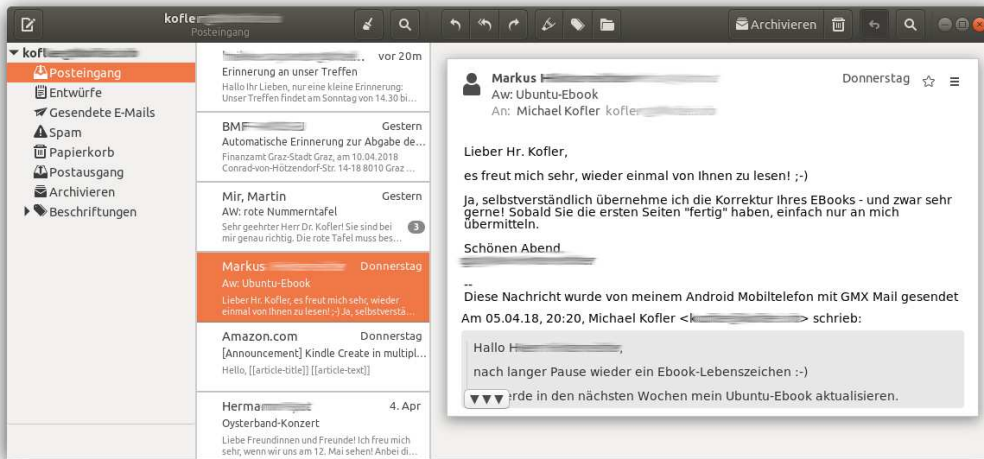 kofler
Posteingang
Archivieren
Posteingang
Entwürfe
Gesendete E-Mails
Spam
Papierkorb
Postausgang
Archivieren
Beschriftungen
vor 20m
Erinnerung an unser Treffen
Hallo Ihr Lieben, nur eine kleine Erinnerung:
Unser Treffen findet am Sonntag von 14.30 bi...
BMF Gestern
Automatische Erinnerung zur Abgabe de...
Finanzamt Graz-Stadt Graz, am 10.04.2018
Conrad-von-Hötzendorf-Str. 14-18 8010 Graz ...
Mir, Martin Gestern
AW: rote Nummerntafel
Sehr geehrter Herr Dr. Kofler! Sie sind bei 3
mir genau richtig. Die rote Tafel muss bes...
Markus Donnerstag
Aw: Ubuntu-Ebook
Lieber Hr. Kofler, es freut mich sehr, wieder
einmal von Ihnen zu lesen! ;-) Ja, selbstverstä...
Amazon.com Donnerstag
[Announcement] Kindle Create in multipl...
Hello, [[article-title]] [[article-text]]
4. Apr
Oysterband-Konzert
Liebe Freundinnen und Freunde! Ich freu mich
sehr, wenn wir uns am 12. Mai sehen! Anbei di...
Markus Donnerstag
Aw: Ubuntu-Ebook
An: Michael Kofler kofler
Lieber Hr. Kofler,
es freut mich sehr, wieder einmal von Ihnen zu lesen! ;-)
Ja, selbstverständlich übernehme ich die Korrektur Ihres EBooks - und zwar sehr
gerne! Sobald Sie die ersten Seiten "fertig" haben, einfach nur an mich
übermitteln.
Schönen Abend
--
Diese Nachricht wurde von meinem Android Mobiltelefon mit GMX Mail gesendet
Am 05.04.18, 20:20, Michael Kofler < > schrieb:
Hallo
nach langer Pause wieder ein Ebook-Lebenszeichen :-)
erde in den nächsten Wochen mein Ubuntu-Ebook aktualisieren.